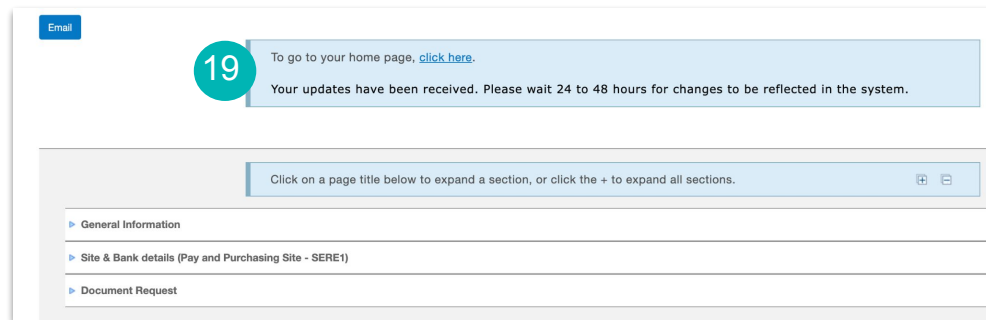 Email
19
To go to your home page, click here.
Your updates have been received. Please wait 24 to 48 hours for changes to be reflected in the system.
Click on a page title below to expand a section, or click the + to expand all sections.
General Information
Site & Bank details (Pay and Purchasing Site - SERE1)
Document Request